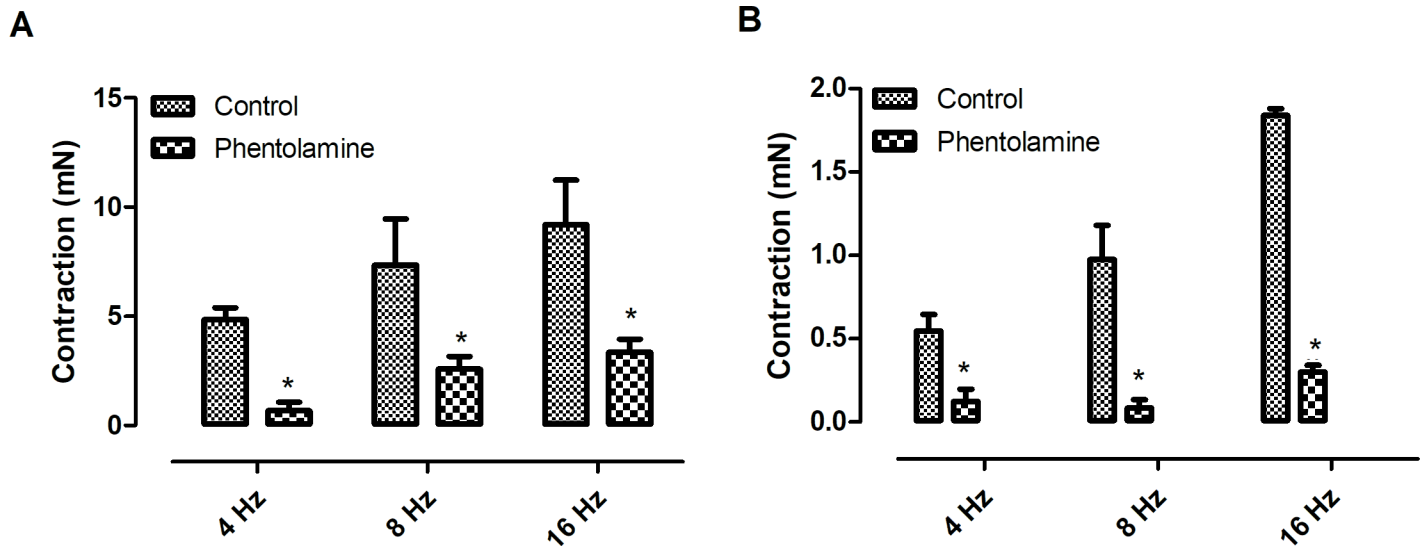 A
Contraction (mN)
15
10
5
0
Control
Phentolamine
*
*
*
4 Hz
8 Hz
16 Hz
B
Contraction (mN)
2.0
1.5
1.0
0.5
0.0
Control
Phentolamine
*
*
*
4 Hz
8 Hz
16 Hz